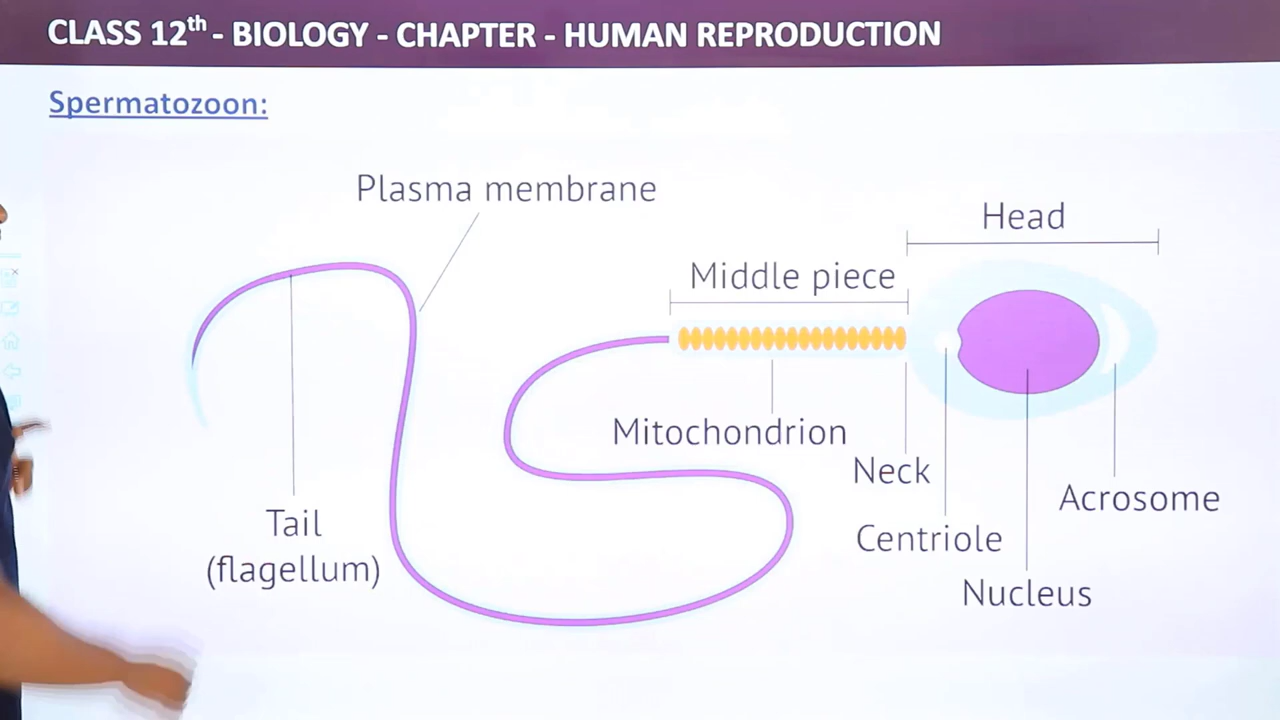 CLASS 12th - BIOLOGY - CHAPTER - HUMAN REPRODUCTION
Spermatozoon:
Plasma membrane
Head
Middle piece
Mitochondrion
Neck
Acrosome
Tail
(flagellum)
Centriole
Nucleus